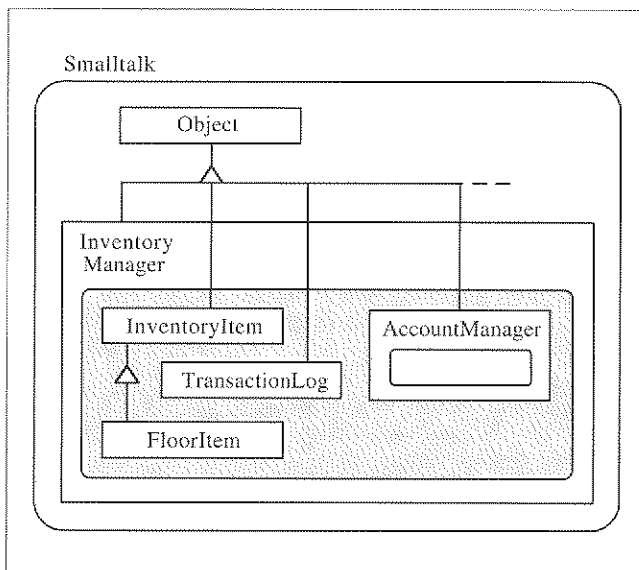 Smalltalk
Object
Inventory
Manager
InventoryItem
AccountManager
TransactionLog
FloorItem